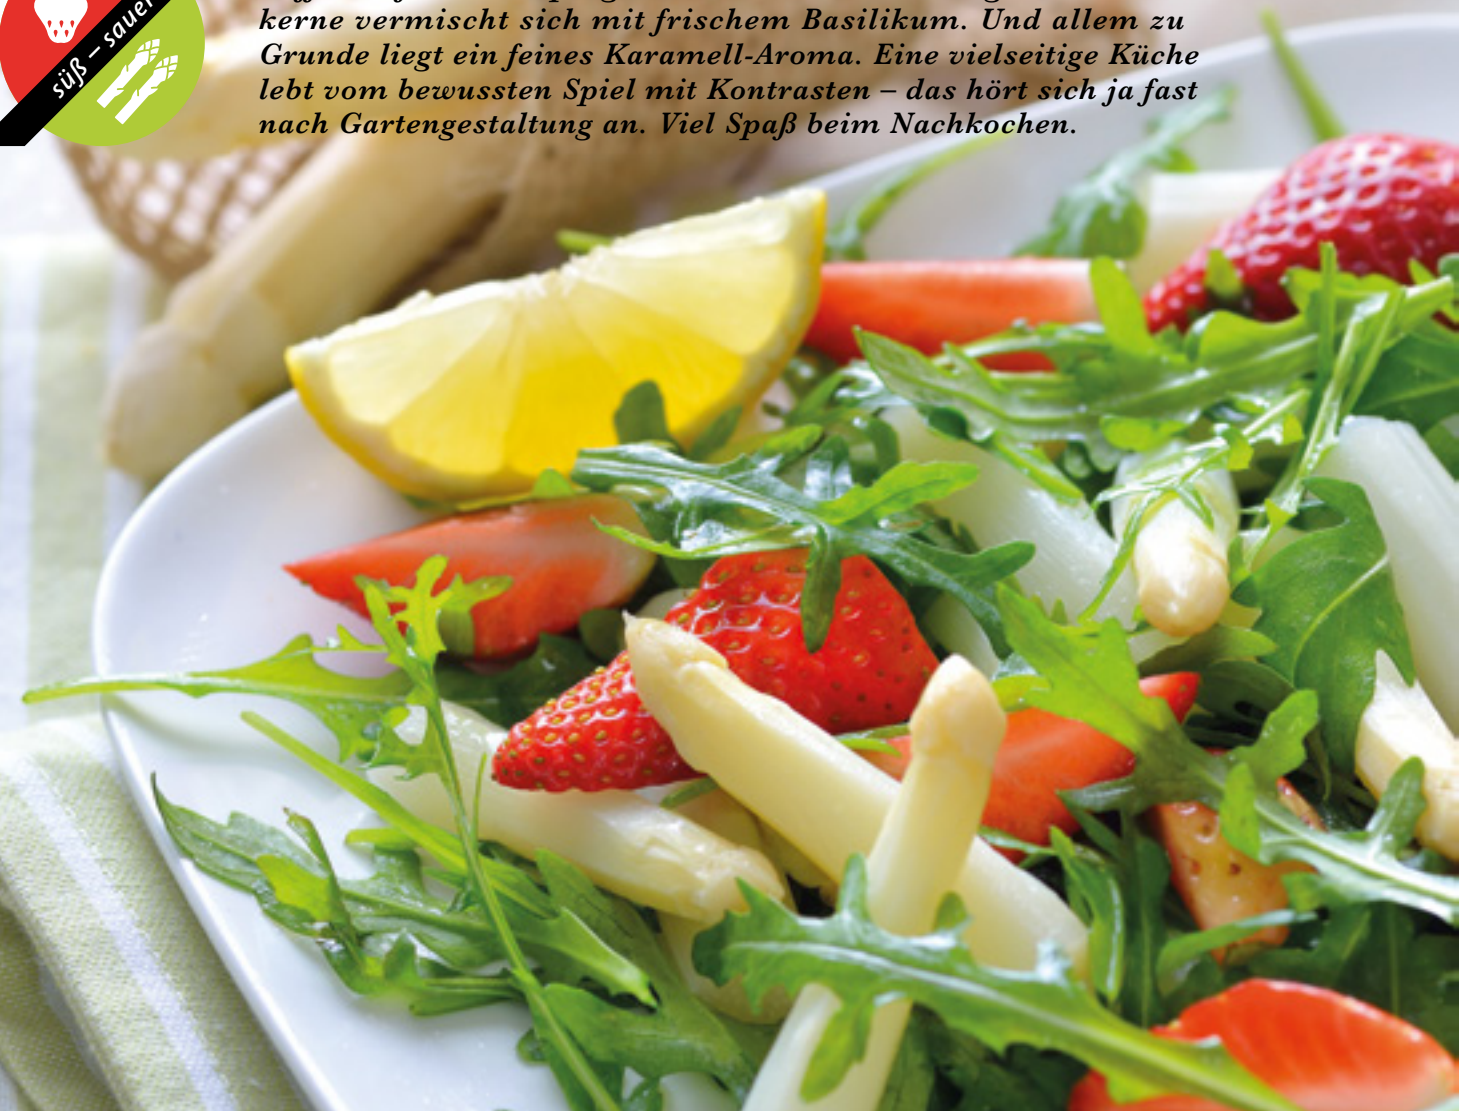 kerne vermischt sich mit frischem Basilikum. Und allem zu
Grunde liegt ein feines Karamell-Aroma. Eine vielseitige Küche
lebt vom bewussten Spiel mit Kontrasten – das hört sich ja fast
nach Gartengestaltung an. Viel Spaß beim Nachkochen.
süß – sauer